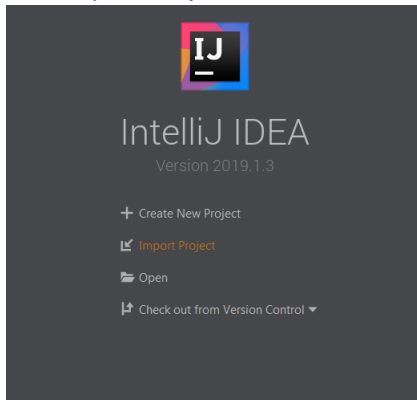 IJ
IntelliJ IDEA
Version 2019.1.3
Create New Project
Import Project
Open
Check out from Version Control